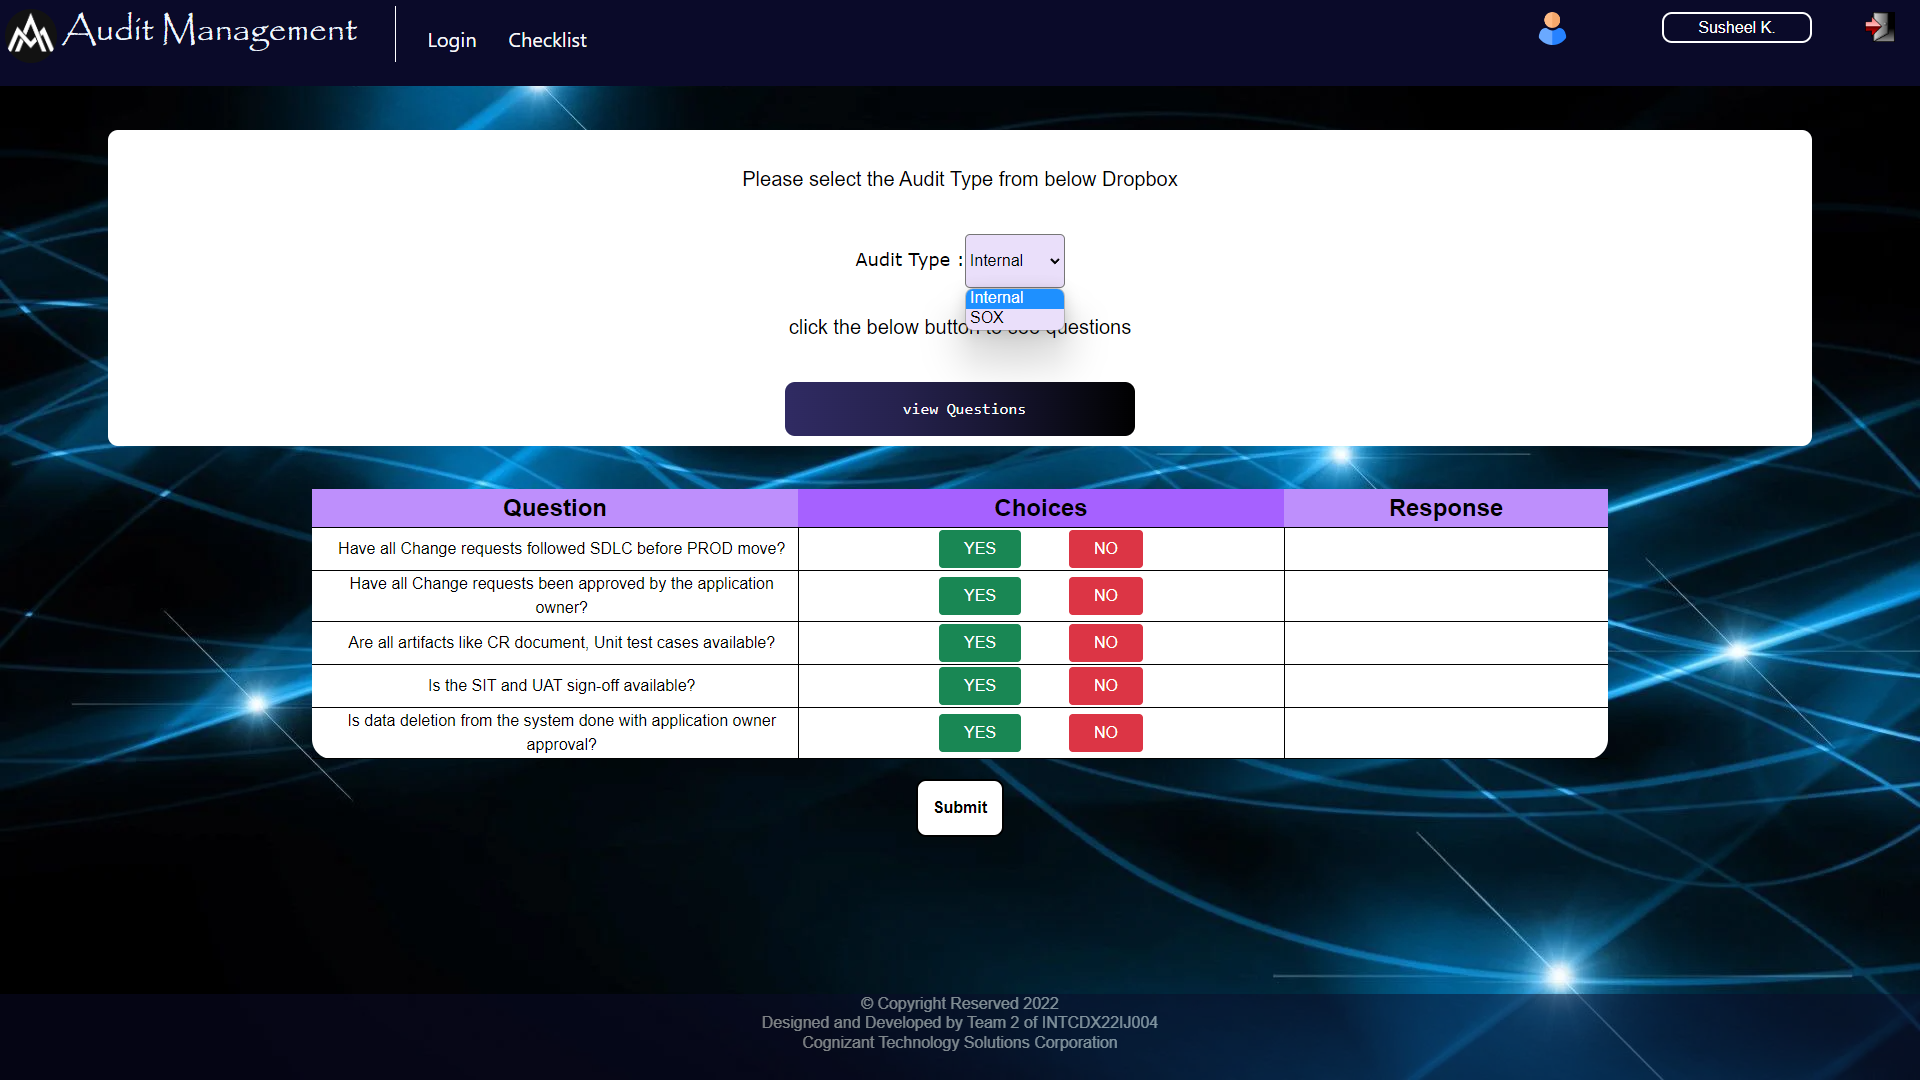 Audit Management
Login
Checklist
Susheel K.
Please select the Audit Type from below Dropbox
Audit Type :
Internal
Internal
SOX
click the below button to see questions
view Questions
Question
Choices
Response
Have all Change requests followed SDLC before PROD move?
YES
NO
Have all Change requests been approved by the application
owner?
YES
NO
Are all artifacts like CR document, Unit test cases available?
YES
NO
Is the SIT and UAT sign-off available?
YES
NO
Is data deletion from the system done with application owner
approval?
YES
NO
Submit
© Copyright Reserved 2022
Designed and Developed by Team 2 of INTCDX22IJ004
Cognizant Technology Solutions Corporation